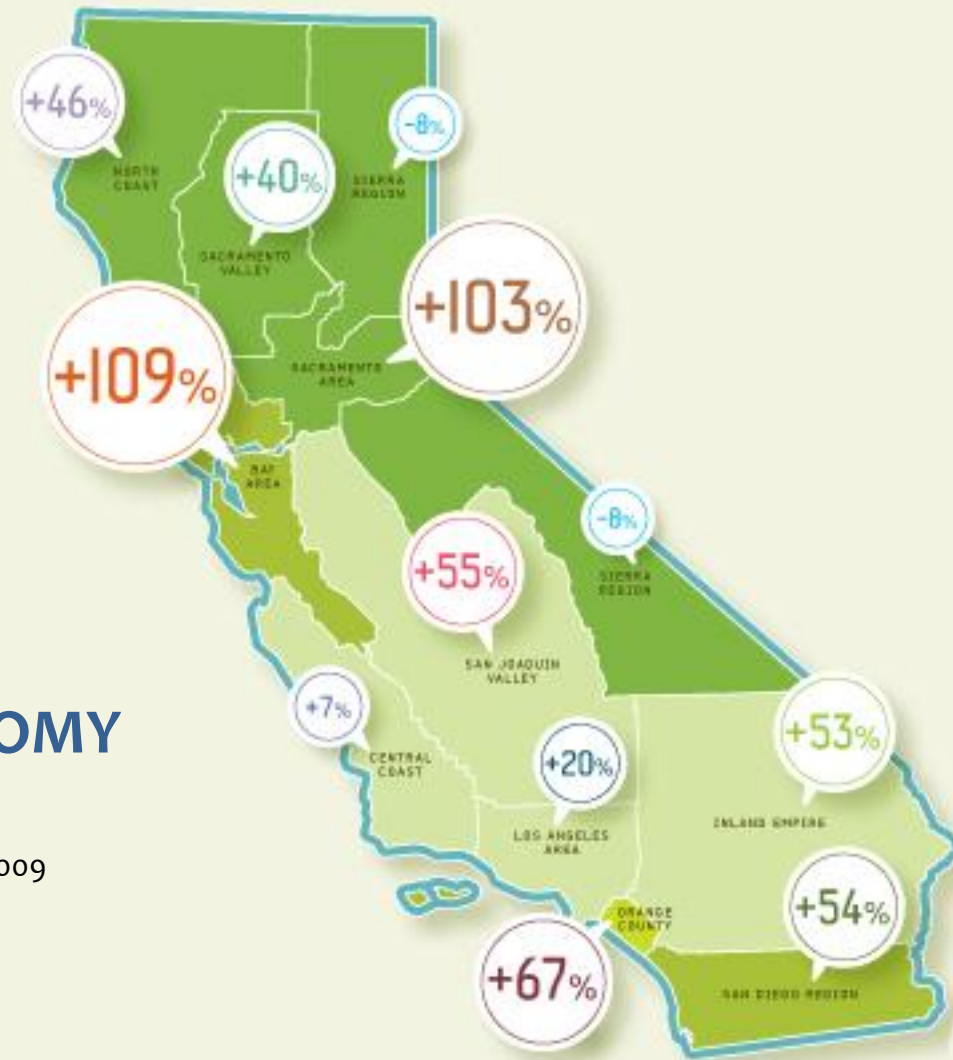 +46%
NORTH
COAST
+40%
SACRAMENTO
VALLEY
-8%
SIERRA
REGION
+103%
SACRAMENTO
AREA
+109%
BAY
AREA
-8%
SIERRA
REGION
+55%
SAN JOAQUIN
VALLEY
+7%
CENTRAL
COAST
+20%
LOS ANGELES
AREA
+53%
INLAND EMPIRE
+54%
SAN DIEGO REGION
ORANGE
COUNTY
+67%
OMY
009